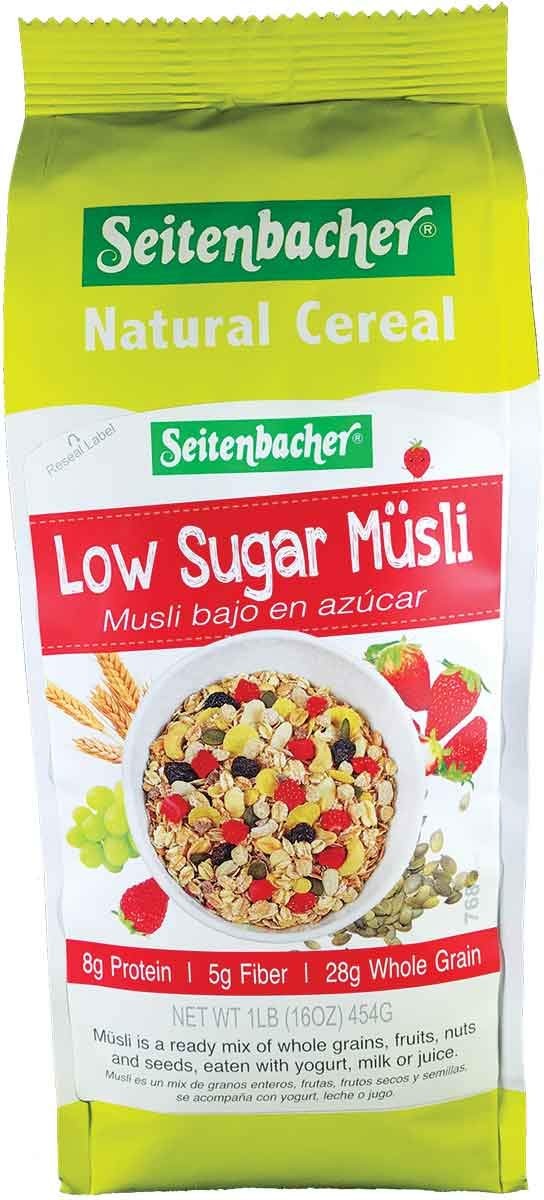 Seitenbacher®
Natural Cereal
Reseal Label
Seitenbacher®
Low Sugar Müsli
Musli bajo en azúcar
768
8g Protein | 5g Fiber | 28g Whole Grain
NET WT 1LB (16OZ) 454G
Müsli is a ready mix of whole grains, fruits, nuts
and seeds, eaten with yogurt, milk or juice.
Musli es un mix de granos enteros, frutas, frutos secos y semillas,
se acompaña con yogurt, leche o jugo.